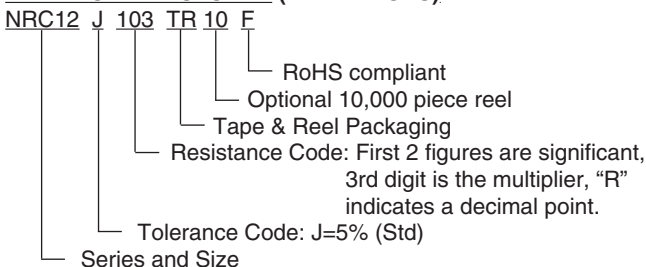 NRC12 J 103 TR 10 F
RoHS compliant
Optional 10,000 piece reel
Tape & Reel Packaging
Resistance Code: First 2 figures are significant,
3rd digit is the multiplier, “R”
indicates a decimal point.
Tolerance Code: J=5% (Std)
Series and Size